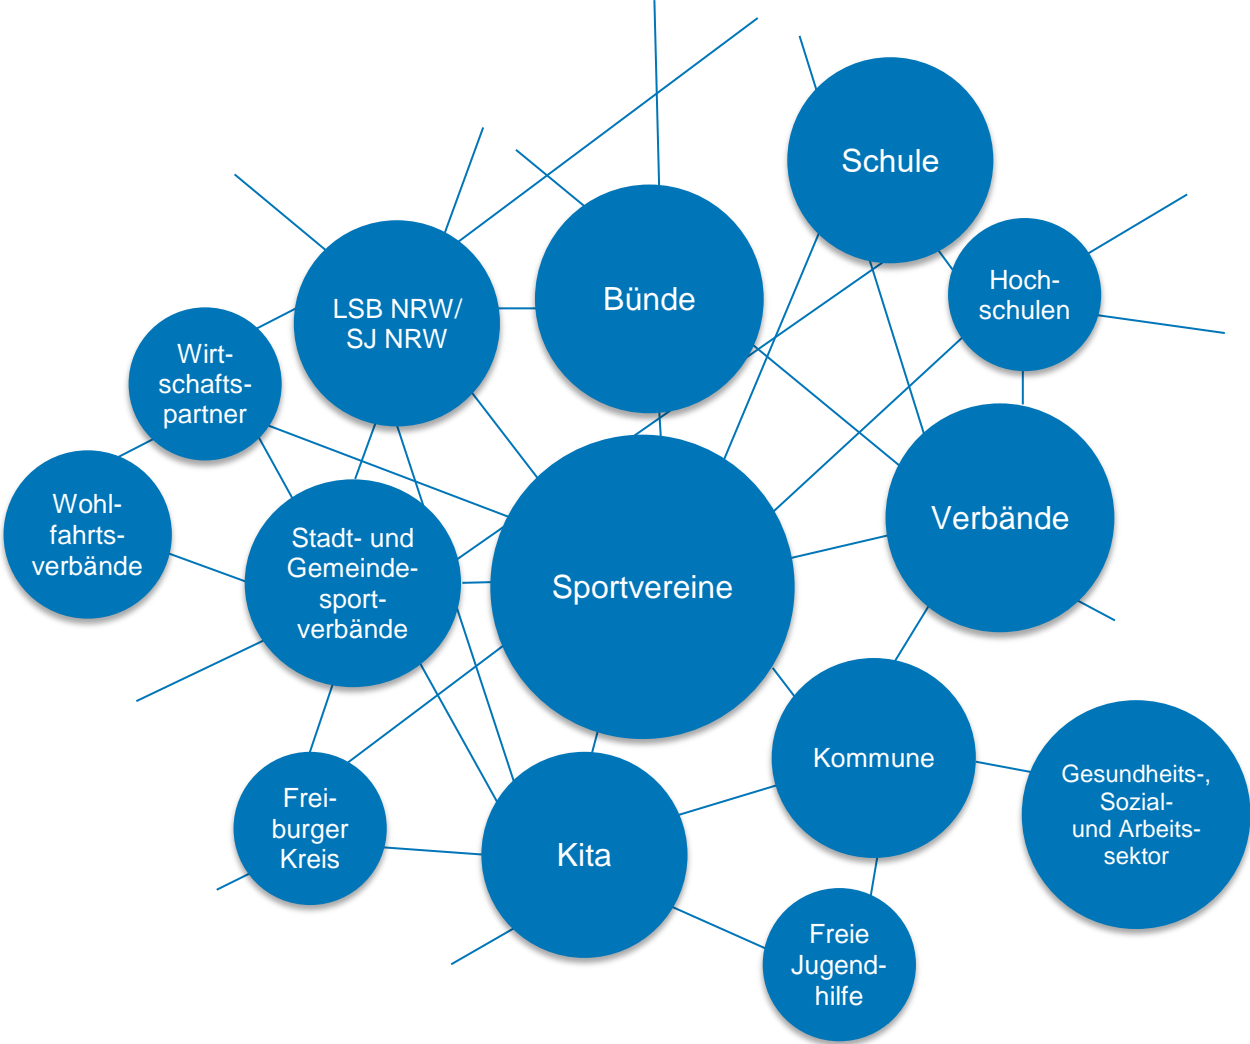 Schule
Hoch-
schulen
Bünde
LSB NRW/
SJ NRW
Wirt-
schafts-
partner
Wohl-
fahrts-
verbände
Stadt- und
Gemeinde-
sport-
verbände
Sportvereine
Verbände
Kommune
Gesundheits-,
Sozial-
und Arbeits-
sektor
Frei-
burger
Kreis
Kita
Freie
Jugend-
hilfe